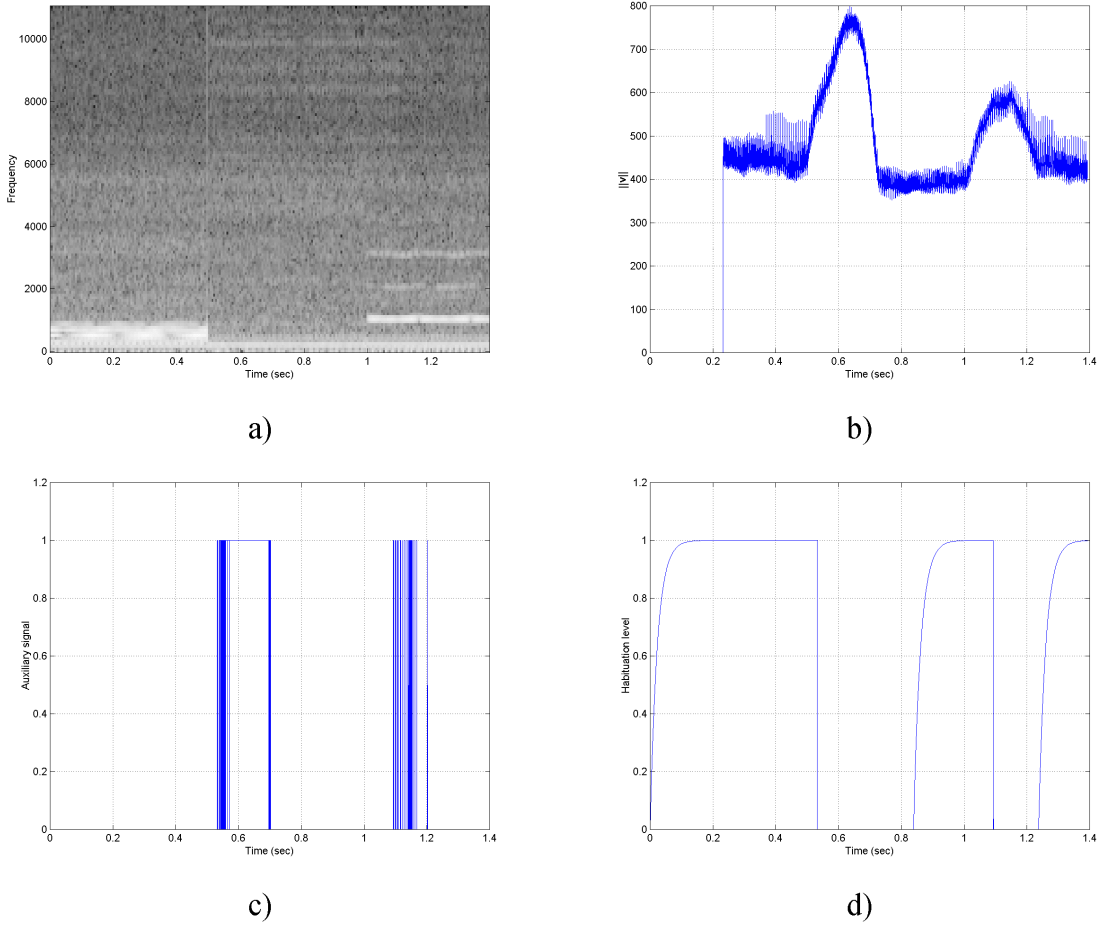 10000
8000
6000
4000
2000
0
Frequency
0 0.2 0.4 0.6 0.8 1 1.2
Time (sec)
a)
800
700
600
500
400
300
200
100
0
||v||
0 0.2 0.4 0.6 0.8 1 1.2 1.4
Time (sec)
b)
1.2
1
0.8
0.6
0.4
0.2
0
Auxiliary signal
0 0.2 0.4 0.6 0.8 1 1.2 1.4
Time (sec)
c)
1.2
1
0.8
0.6
0.4
0.2
0
Habituation level
0 0.2 0.4 0.6 0.8 1 1.2 1.4
Time (sec)
d)